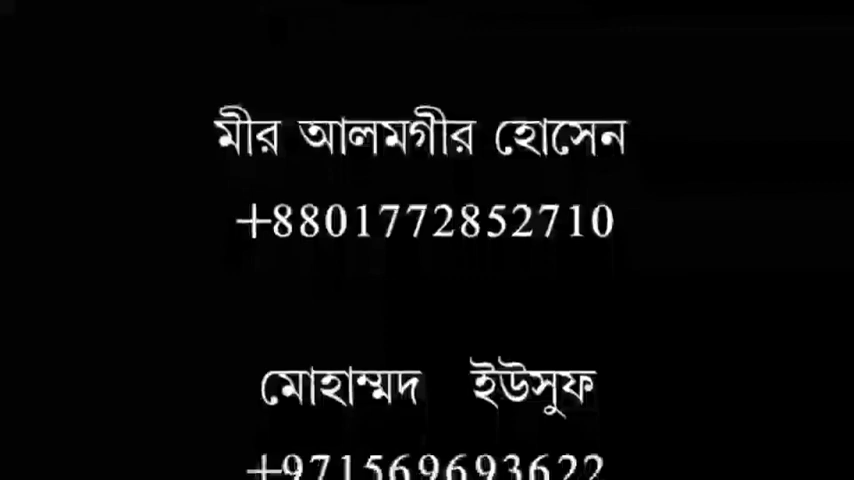 মীর আলমগীর হোসেন
+8801772852710
মোহাম্মদ ইউসুফ
+971569693622